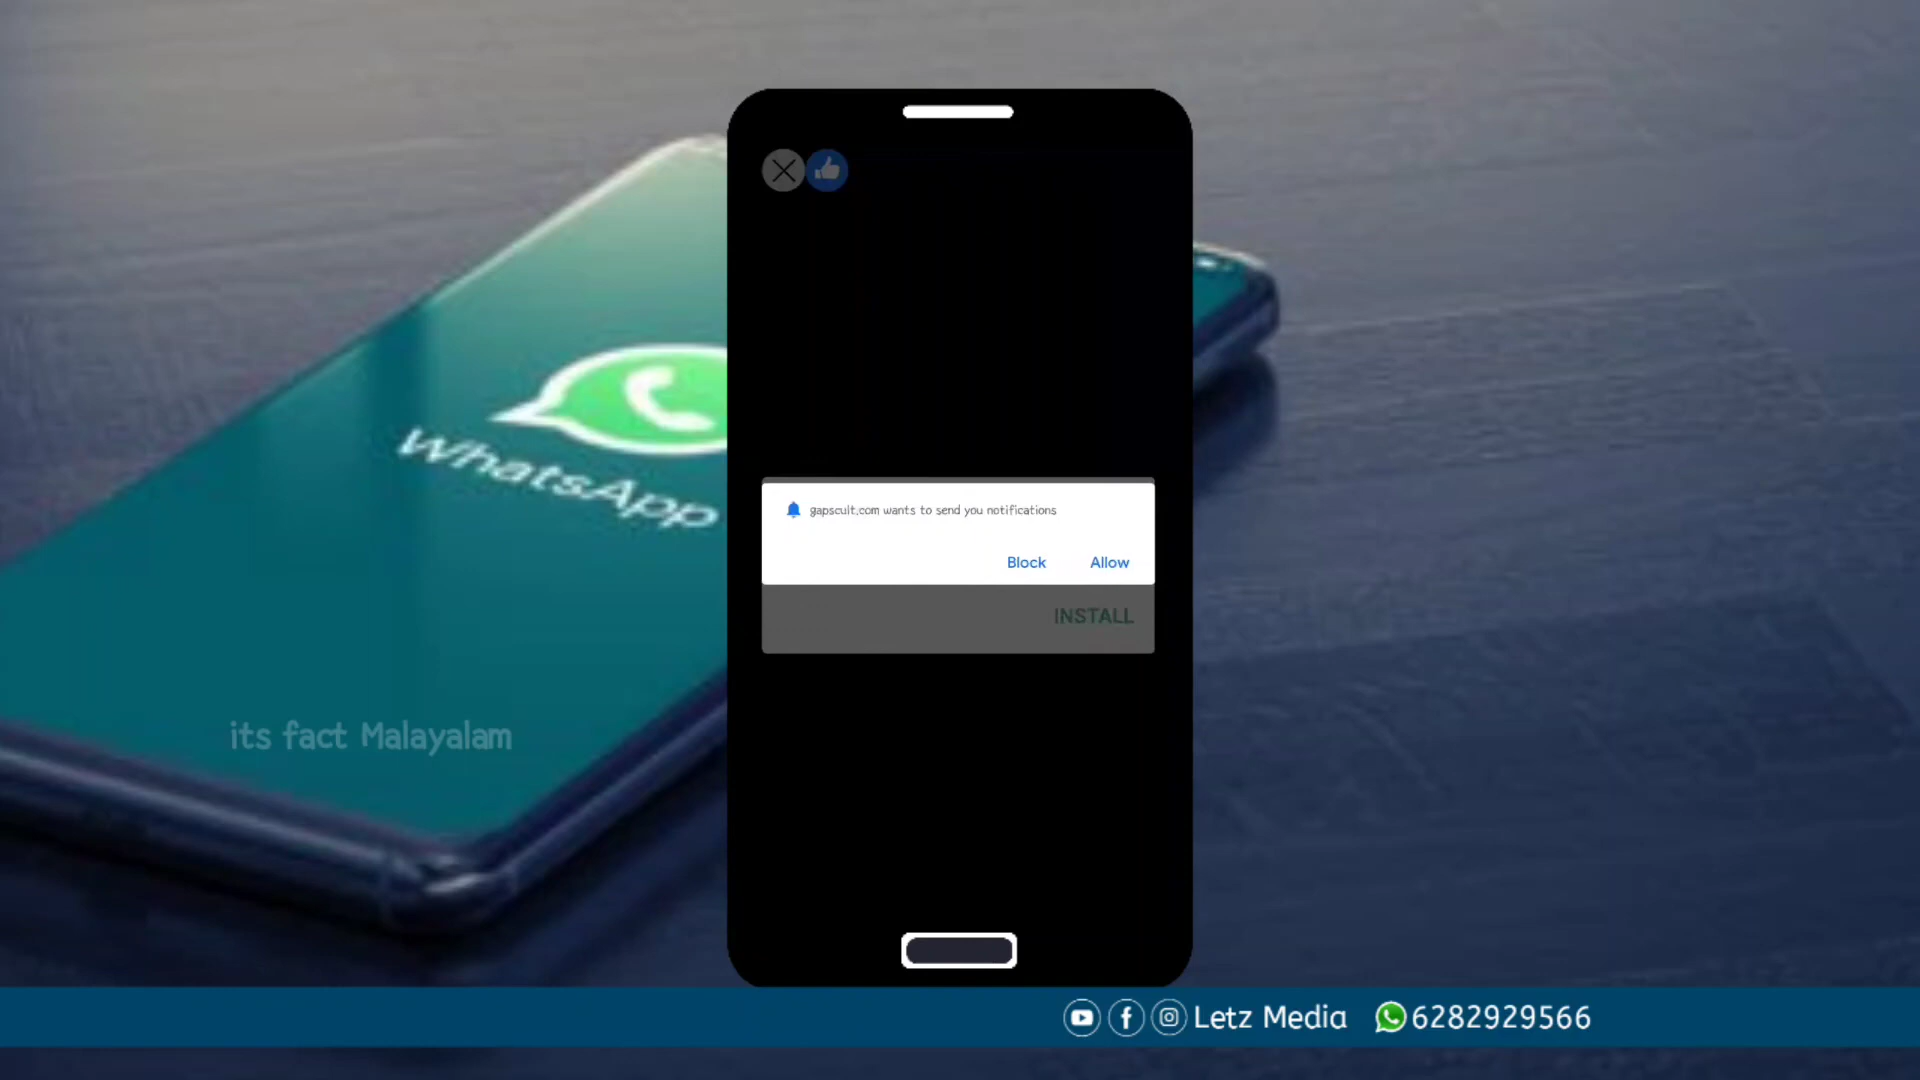 WhatsApp
gapscult.com wants to send you notifications
Block Allow
INSTALL
its fact Malayalam
Letz Media 6282929566